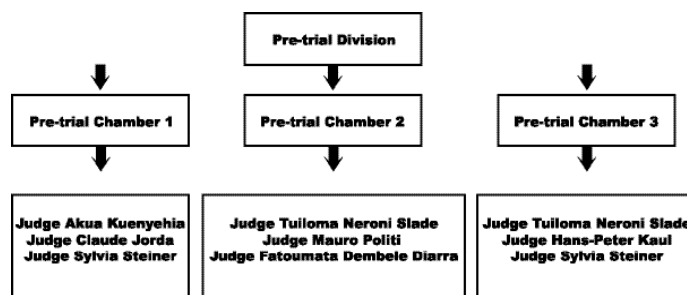 Pre-trial Division
Pre-trial Chamber 1
Pre-trial Chamber 2
Pre-trial Chamber 3
Judge Akua Kuenyehia
Judge Claude Jorda
Judge Sylvia Steiner
Judge Tuiloma Neroni Slade
Judge Mauro Politi
Judge Fatoumata Dembele Diarra
Judge Tuiloma Neroni Slade
Judge Hans-Peter Kaul
Judge Sylvia Steiner